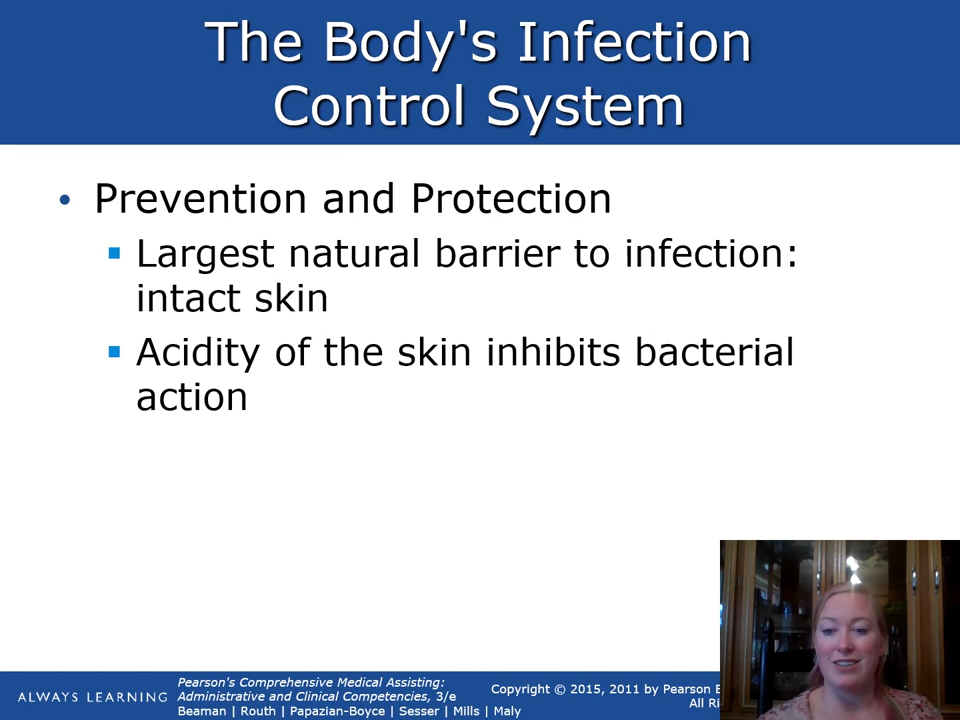 The Body's Infection
Control System
• Prevention and Protection
▪ Largest natural barrier to infection:
intact skin
▪ Acidity of the skin inhibits bacterial
action
ALWAYS LEARNING
Pearson's Comprehensive Medical Assisting:
Administrative and Clinical Competencies, 3/e
Beaman | Routh | Papazian-Boyce | Sesser | Mills | Maly
Copyright © 2015, 2011 by Pearson
All